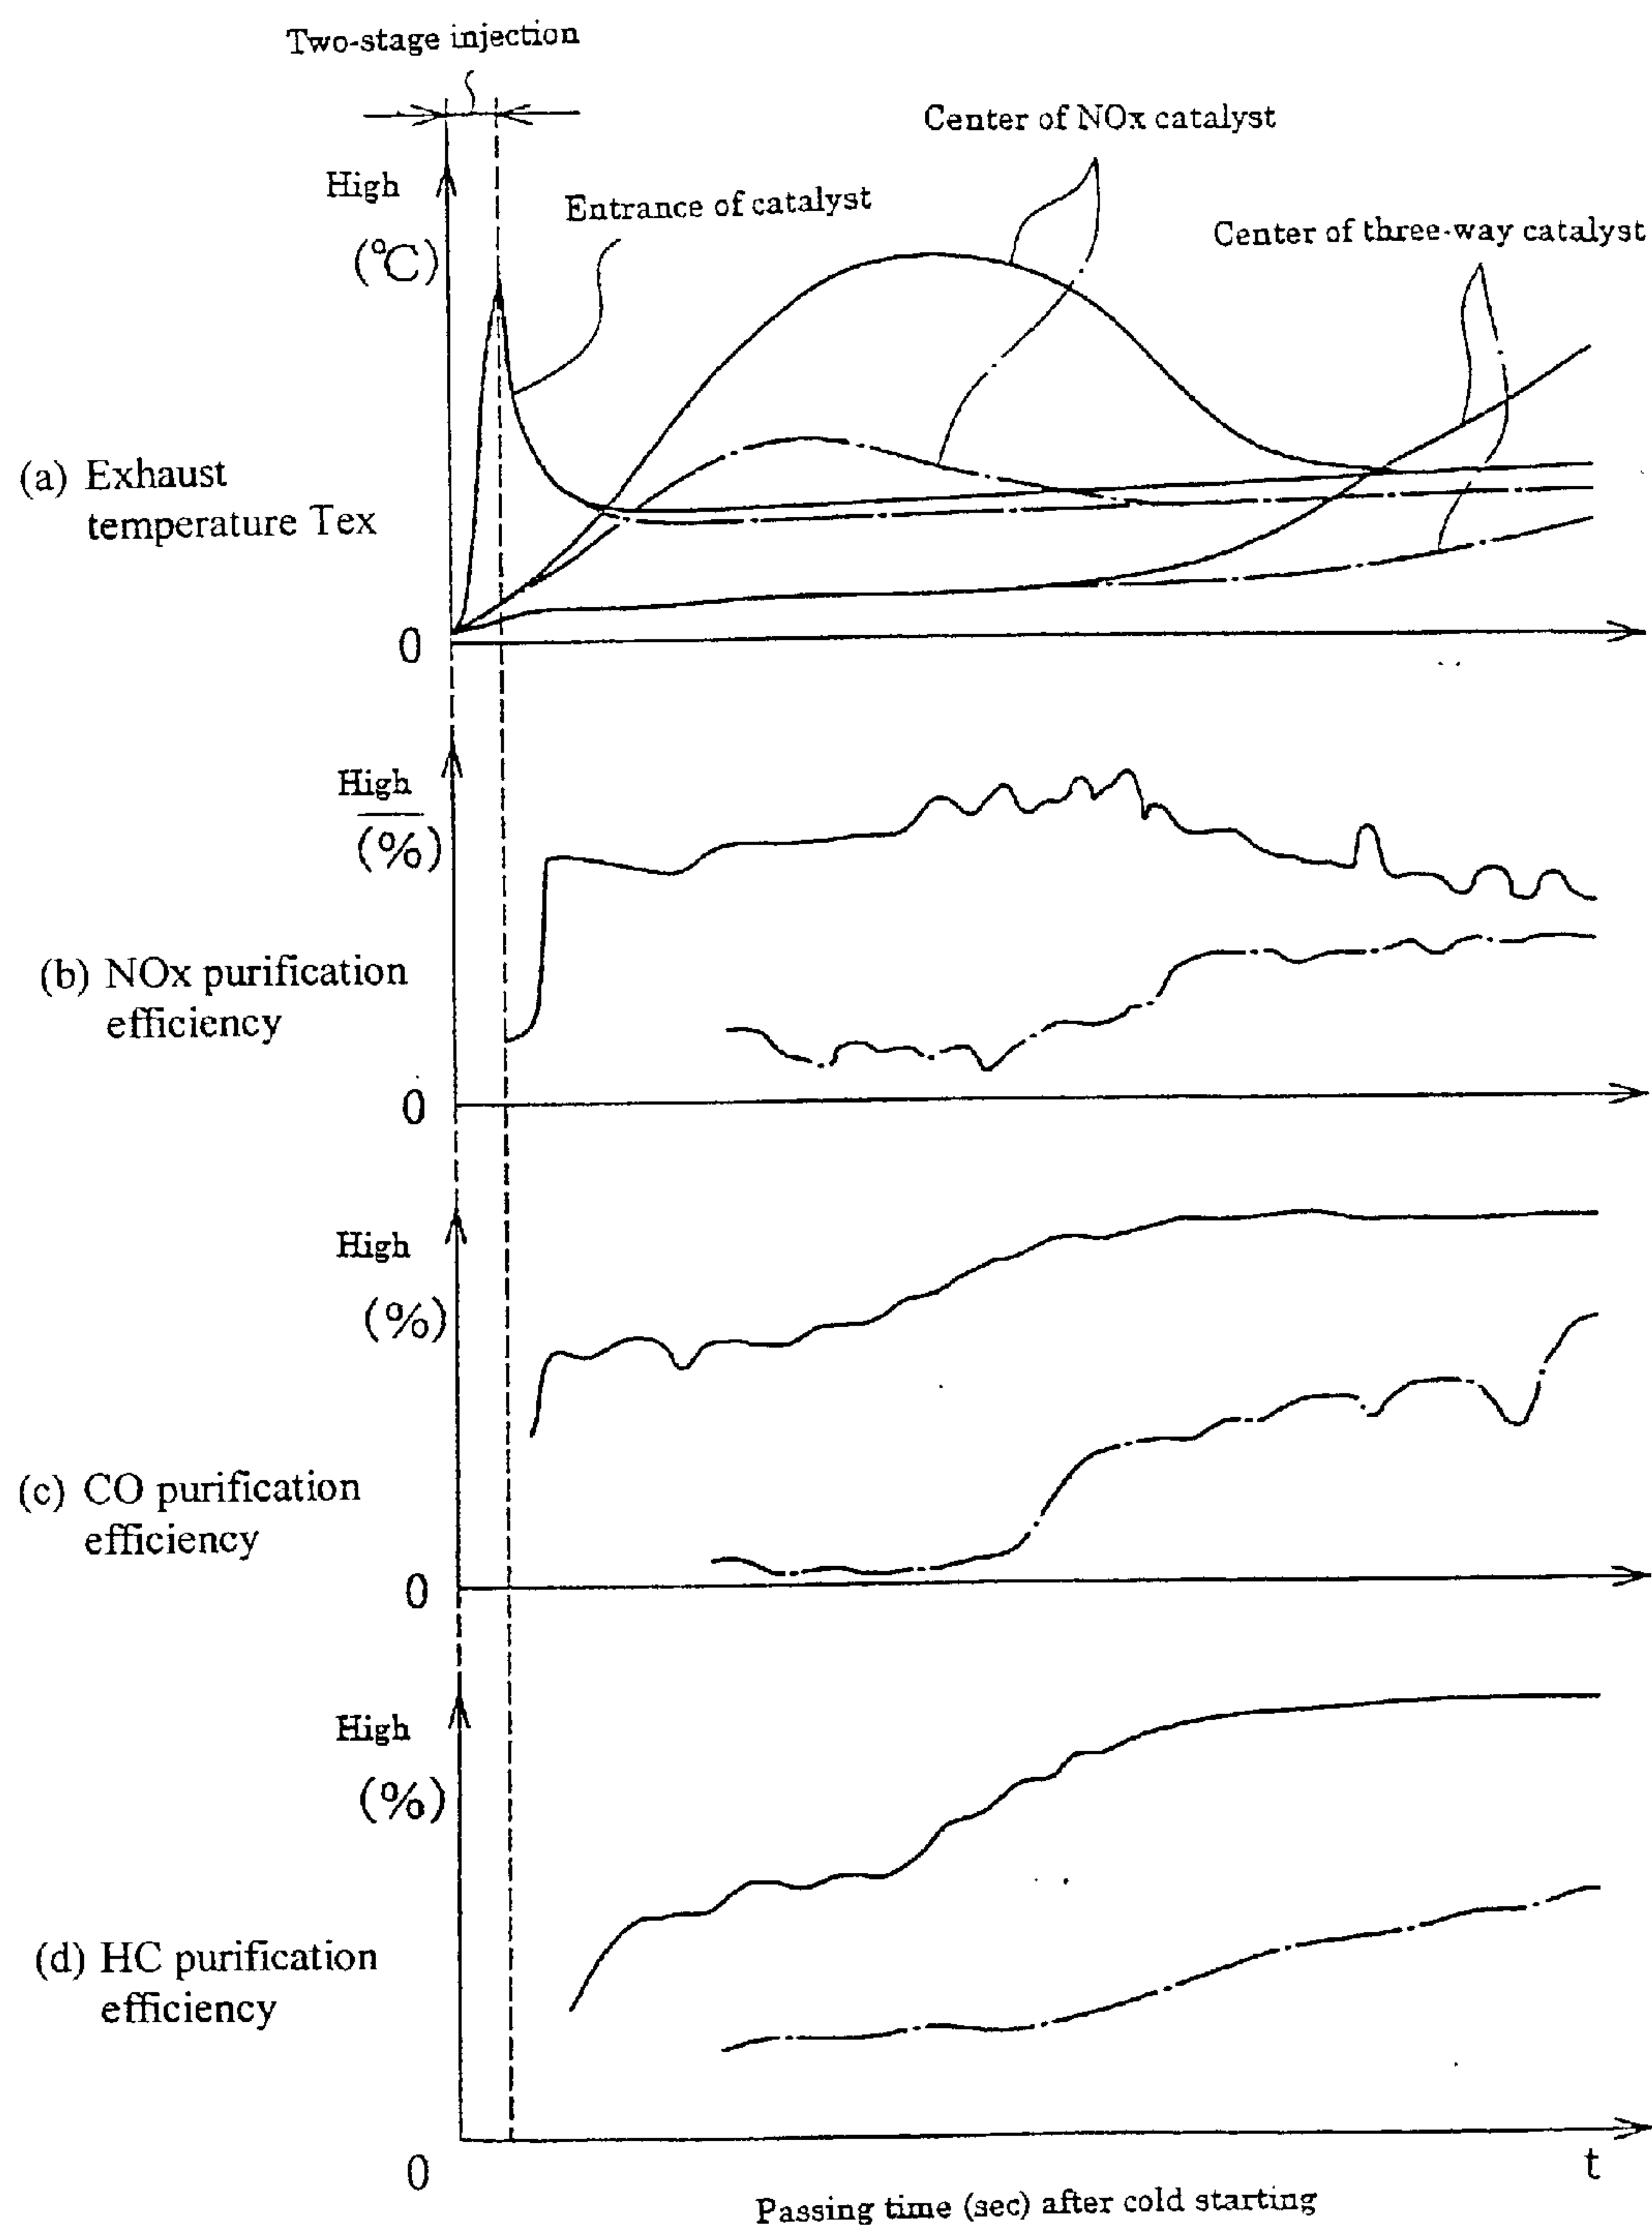 Two-stage injection
Center of NOx catalyst
High
Entrance of catalyst
(°C)
Center of three-way catalyst
(a) Exhaust
temperature Tex
0
High
(%)
(b) NOx purification
efficiency
0
High
(%)
(c) CO purification
efficiency
0
High
(%)
(d) HC purification
efficiency
0
t
Passing time (sec) after cold starting